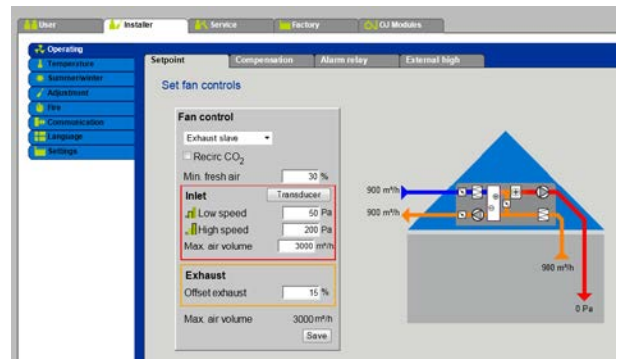 User Installer Service Factory OJ Modules
Operating
Temperature
Summer/winter
Adjustment
Fire
Communication
Language
Settings
Setpoint Compensation Alarm relay External high
Set fan controls
Fan control
Exhaust slave
Recirc CO2
Min. fresh air 30 %
Inlet Transducer
Low speed 50 Pa
High speed 200 Pa
Max. air volume 3000 m³/h
Exhaust
Offset exhaust 15 %
Max. air volume 3000 m³/h
Save
900 m³/h
900 m³/h
900 m³/h
0 Pa